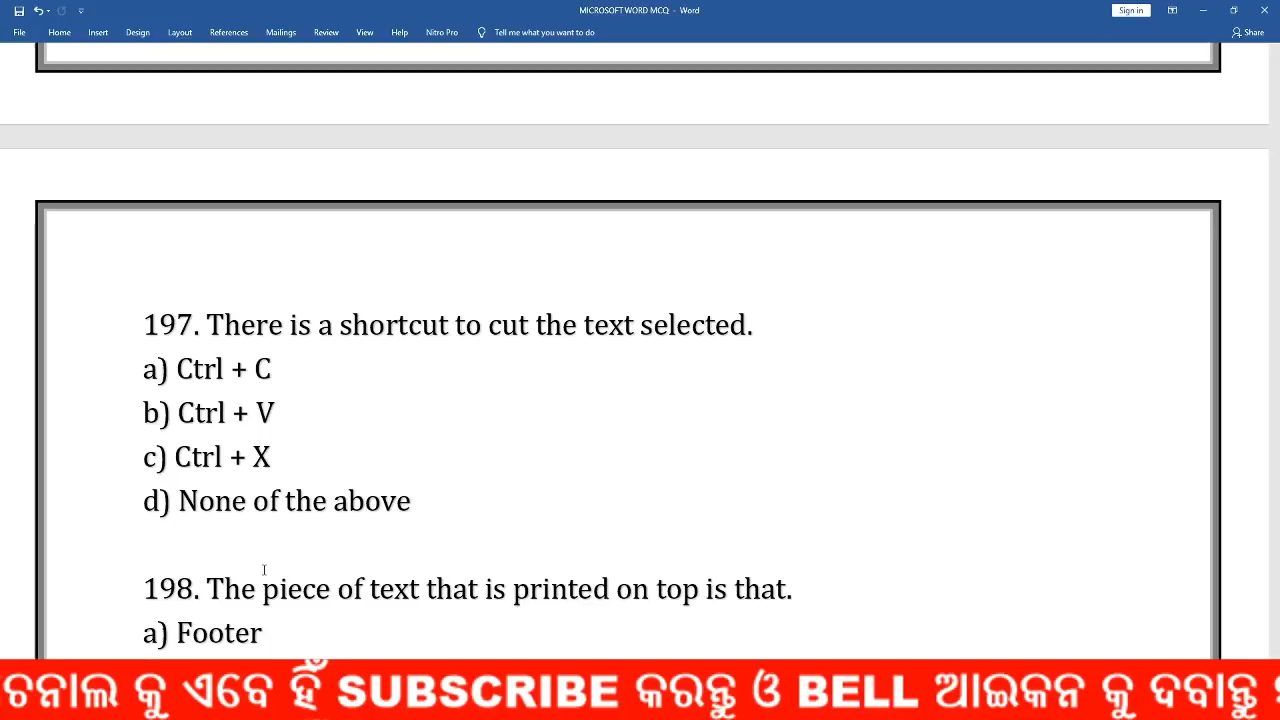 MICROSOFT WORD MCQ - Word
Sign in
File Home Insert Design Layout References Mailings Review View Help Nitro Pro Tell me what you want to do Share
197. There is a shortcut to cut the text selected.
a) Ctrl + C
b) Ctrl + V
c) Ctrl + X
d) None of the above
198. The piece of text that is printed on top is that.
a) Footer
ଚନାଲ କୁ ଏବେ ହିଁ SUBSCRIBE କରନ୍ତୁ ଓ BELL ଆଇକନ କୁ ଦବାନ୍ତୁ